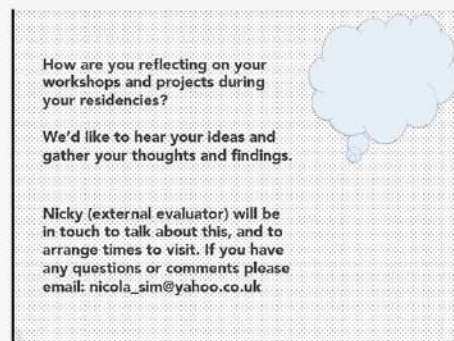 How are you reflecting on your
workshops and projects during
your residencies?
We'd like to hear your ideas and
gather your thoughts and findings.
Nicky (external evaluator) will be
in touch to talk about this, and to
arrange times to visit. If you have
any questions or comments please
email: nicola_sim@yahoo.co.uk